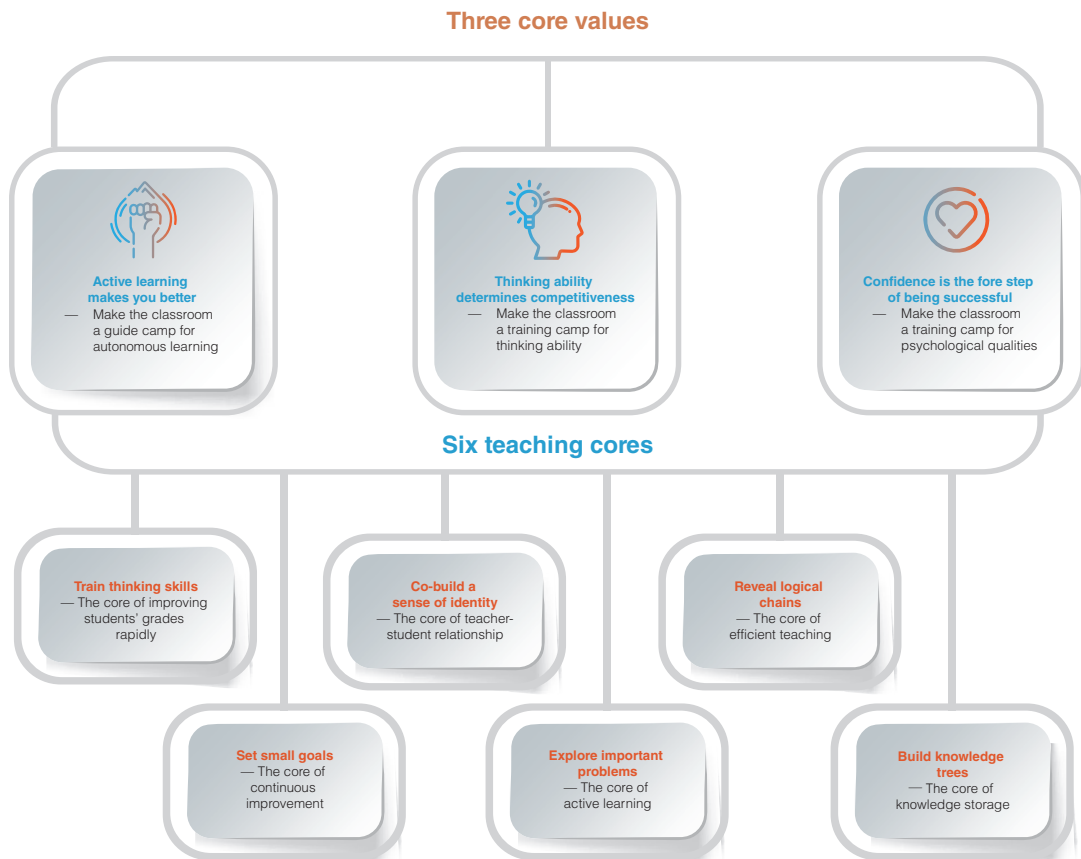 Three core values
Active learning
makes you better
— Make the classroom
a guide camp for
autonomous learning
Thinking ability
determines competitiveness
— Make the classroom
a training camp for
thinking ability
Confidence is the fore step
of being successful
— Make the classroom
a training camp for
psychological qualities
Six teaching cores
Train thinking skills
— The core of improving
students’ grades
rapidly
Co-build a
sense of identity
— The core of teacher-
student relationship
Reveal logical
chains
— The core of
efficient teaching
Set small goals
— The core of
continuous
improvement
Explore important
problems
— The core of
active learning
Build knowledge
trees
— The core of
knowledge storage